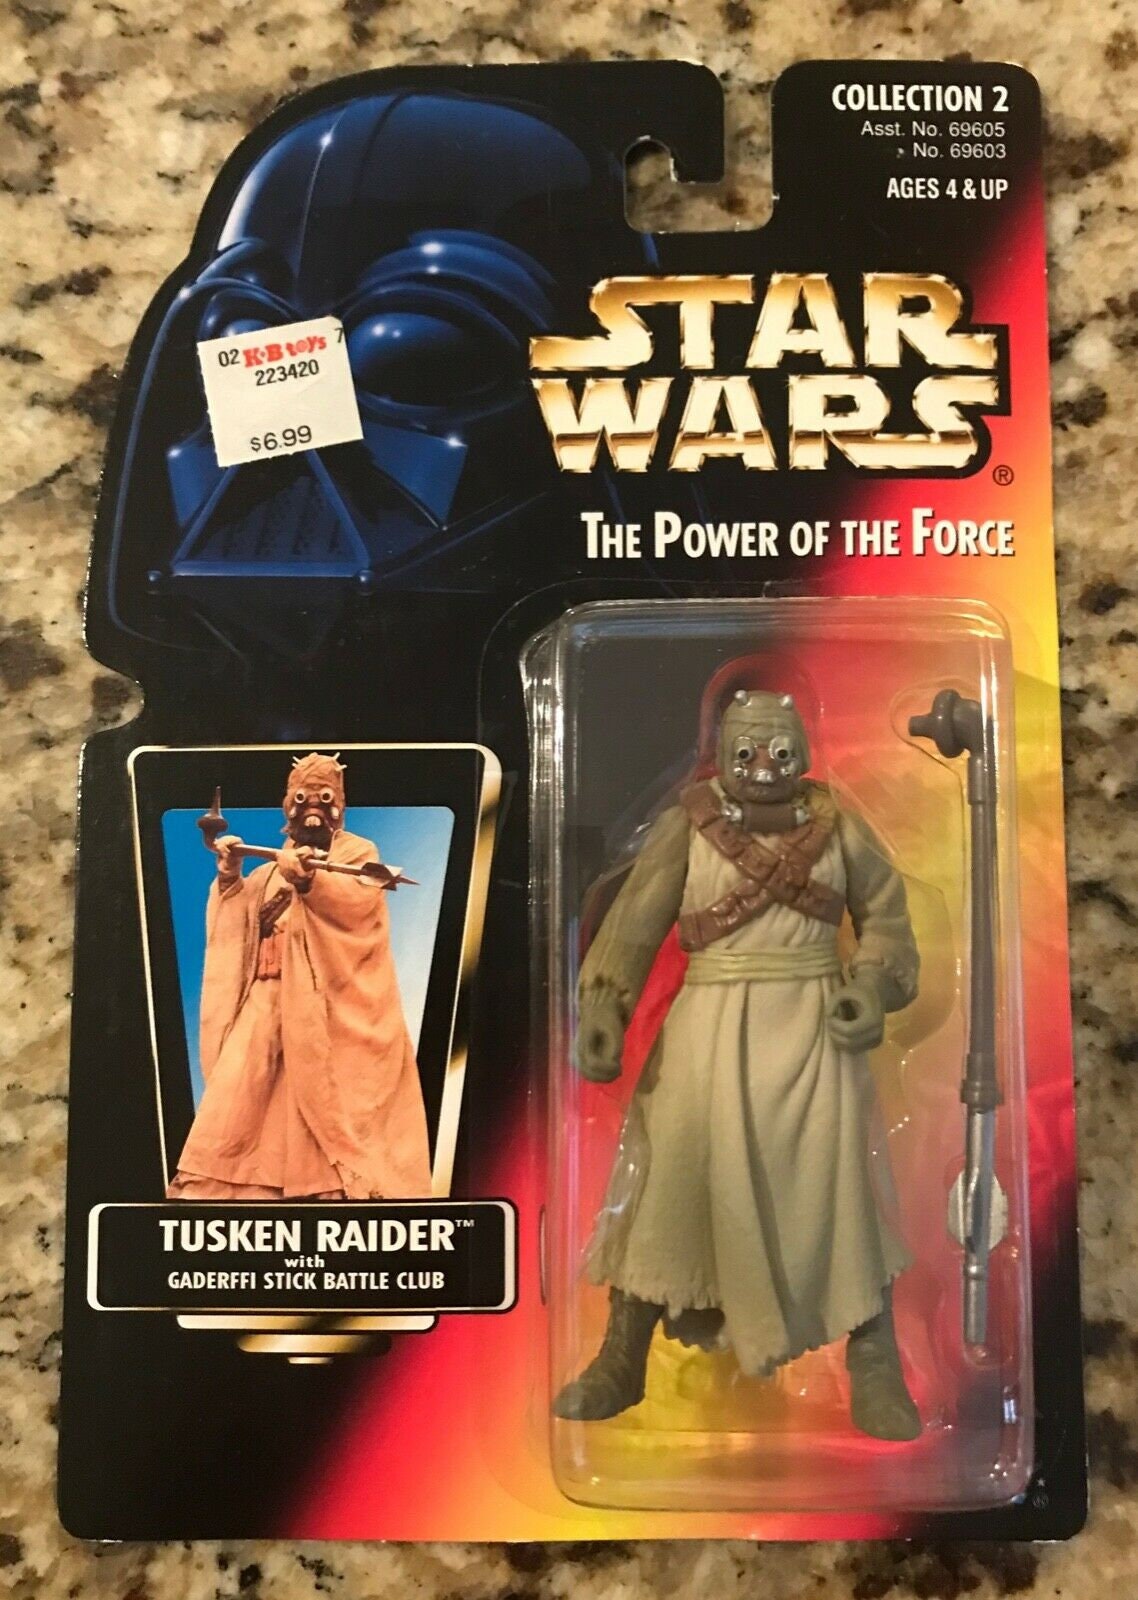 COLLECTION 2
Asst. No. 69605
No. 69603
AGES 4 & UP
STAR
WARS®
THE POWER OF THE FORCE
02 K·B toys 7
223420
$6.99
TUSKEN RAIDER™
with
GADERFFI STICK BATTLE CLUB
®